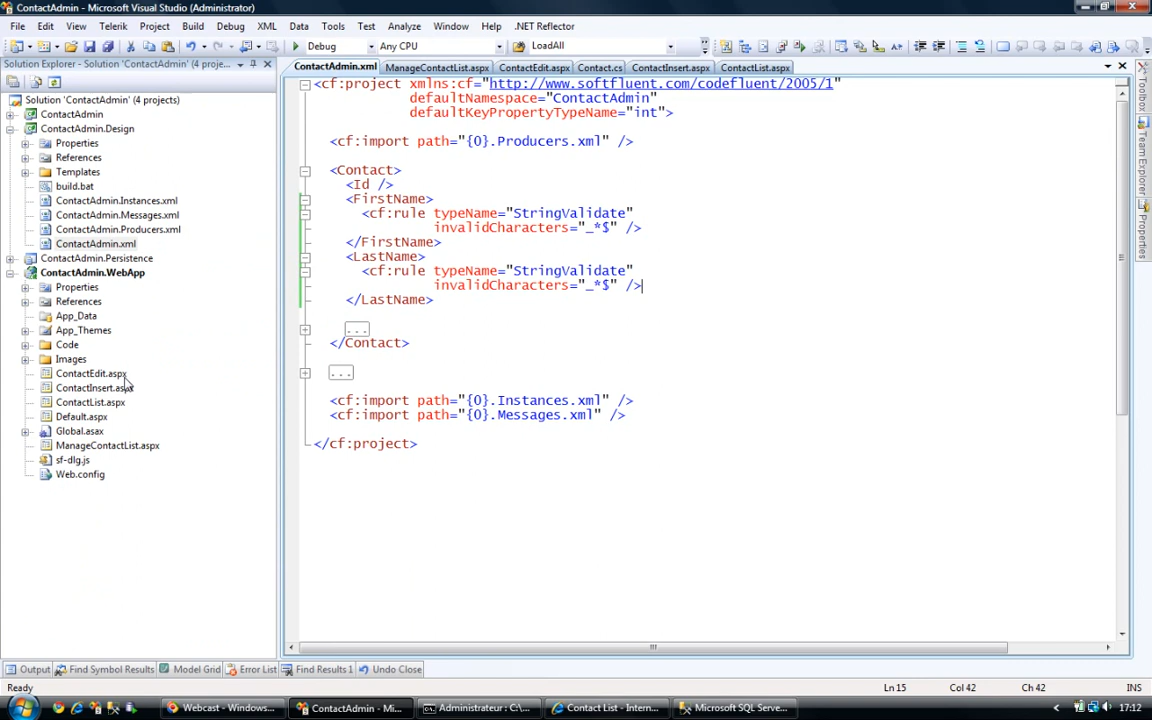 ContactAdmin - Microsoft Visual Studio (Administrator)
File Edit View Telerik Project Build Debug XML Data Tools Test Analyze Window Help .NET Reflector
Debug Any CPU LoadAll
Solution Explorer - Solution 'ContactAdmin' (4 proje...
Solution 'ContactAdmin' (4 projects)
ContactAdmin
ContactAdmin.Design
Properties
References
Templates
build.bat
ContactAdmin.Instances.xml
ContactAdmin.Messages.xml
ContactAdmin.Producers.xml
ContactAdmin.xml
ContactAdmin.Persistence
ContactAdmin.WebApp
Properties
References
App_Data
App_Themes
Code
Images
ContactEdit.aspx
ContactInsert.aspx
ContactList.aspx
Default.aspx
Global.asax
ManageContactList.aspx
sf-dlg.js
Web.config
ContactAdmin.xml ManageContactList.aspx ContactEdit.aspx Contact.cs ContactInsert.aspx ContactList.aspx
<cf:project xmlns:cf="http://www.softfluent.com/codefluent/2005/1"
defaultNamespace="ContactAdmin"
defaultKeyPropertyTypeName="int">
<cf:import path="{0}.Producers.xml" />
<Contact>
<Id />
<FirstName>
<cf:rule typeName="StringValidate"
invalidCharacters="_*$" />
</FirstName>
<LastName>
<cf:rule typeName="StringValidate"
invalidCharacters="_*$" />
</LastName>
...
</Contact>
...
<cf:import path="{0}.Instances.xml" />
<cf:import path="{0}.Messages.xml" />
</cf:project>
Toolbox
Team Explorer
Properties
Output Find Symbol Results Model Grid Error List Find Results 1 Undo Close
Ready Ln 15 Col 42 Ch 42 INS
Webcast - Windows... ContactAdmin - Mi... Administrateur : C:\... Contact List - Intern... Microsoft SQL Serve... 17:12